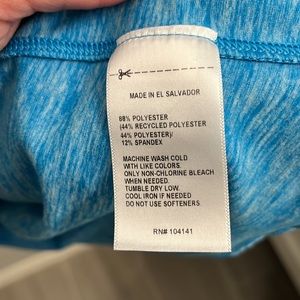 MADE IN EL SALVADOR
88% POLYESTER
(44% RECYCLED POLYESTER
44% POLYESTER)/
12% SPANDEX
MACHINE WASH COLD
WITH LIKE COLORS.
ONLY NON-CHLORINE BLEACH
WHEN NEEDED.
TUMBLE DRY LOW.
COOL IRON IF NEEDED
DO NOT USE SOFTENERS.
RN# 104141